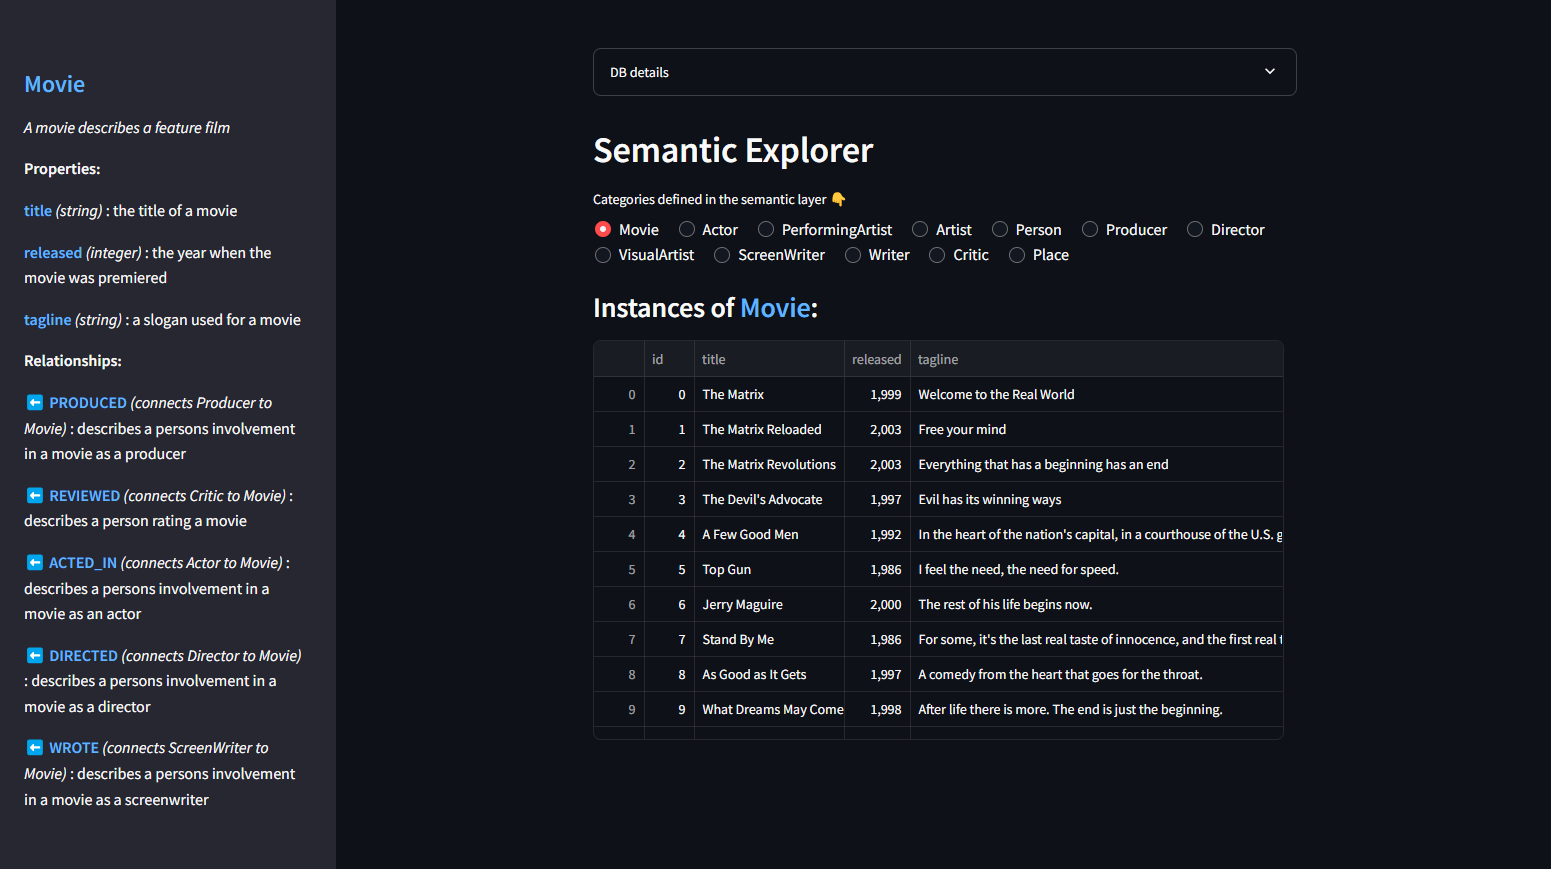 Movie
A movie describes a feature film
Properties:
title (string) : the title of a movie
released (integer) : the year when the
movie was premiered
tagline (string) : a slogan used for a movie
Relationships:
PRODUCED (connects Producer to
Movie) : describes a persons involvement
in a movie as a producer
REVIEWED (connects Critic to Movie) :
describes a person rating a movie
ACTED_IN (connects Actor to Movie) :
describes a persons involvement in a
movie as an actor
DIRECTED (connects Director to Movie)
: describes a persons involvement in a
movie as a director
WROTE (connects ScreenWriter to
Movie) : describes a persons involvement
in a movie as a screenwriter
DB details
Semantic Explorer
Categories defined in the semantic layer 👇
Movie Actor PerformingArtist Artist Person Producer Director
VisualArtist ScreenWriter Writer Critic Place
Instances of Movie:
id title released tagline
0 0 The Matrix 1,999 Welcome to the Real World
1 1 The Matrix Reloaded 2,003 Free your mind
2 2 The Matrix Revolutions 2,003 Everything that has a beginning has an end
3 3 The Devil's Advocate 1,997 Evil has its winning ways
4 4 A Few Good Men 1,992 In the heart of the nation's capital, in a courthouse of the U.S. g
5 5 Top Gun 1,986 I feel the need, the need for speed.
6 6 Jerry Maguire 2,000 The rest of his life begins now.
7 7 Stand By Me 1,986 For some, it's the last real taste of innocence, and the first real t
8 8 As Good as It Gets 1,997 A comedy from the heart that goes for the throat.
9 9 What Dreams May Come 1,998 After life there is more. The end is just the beginning.